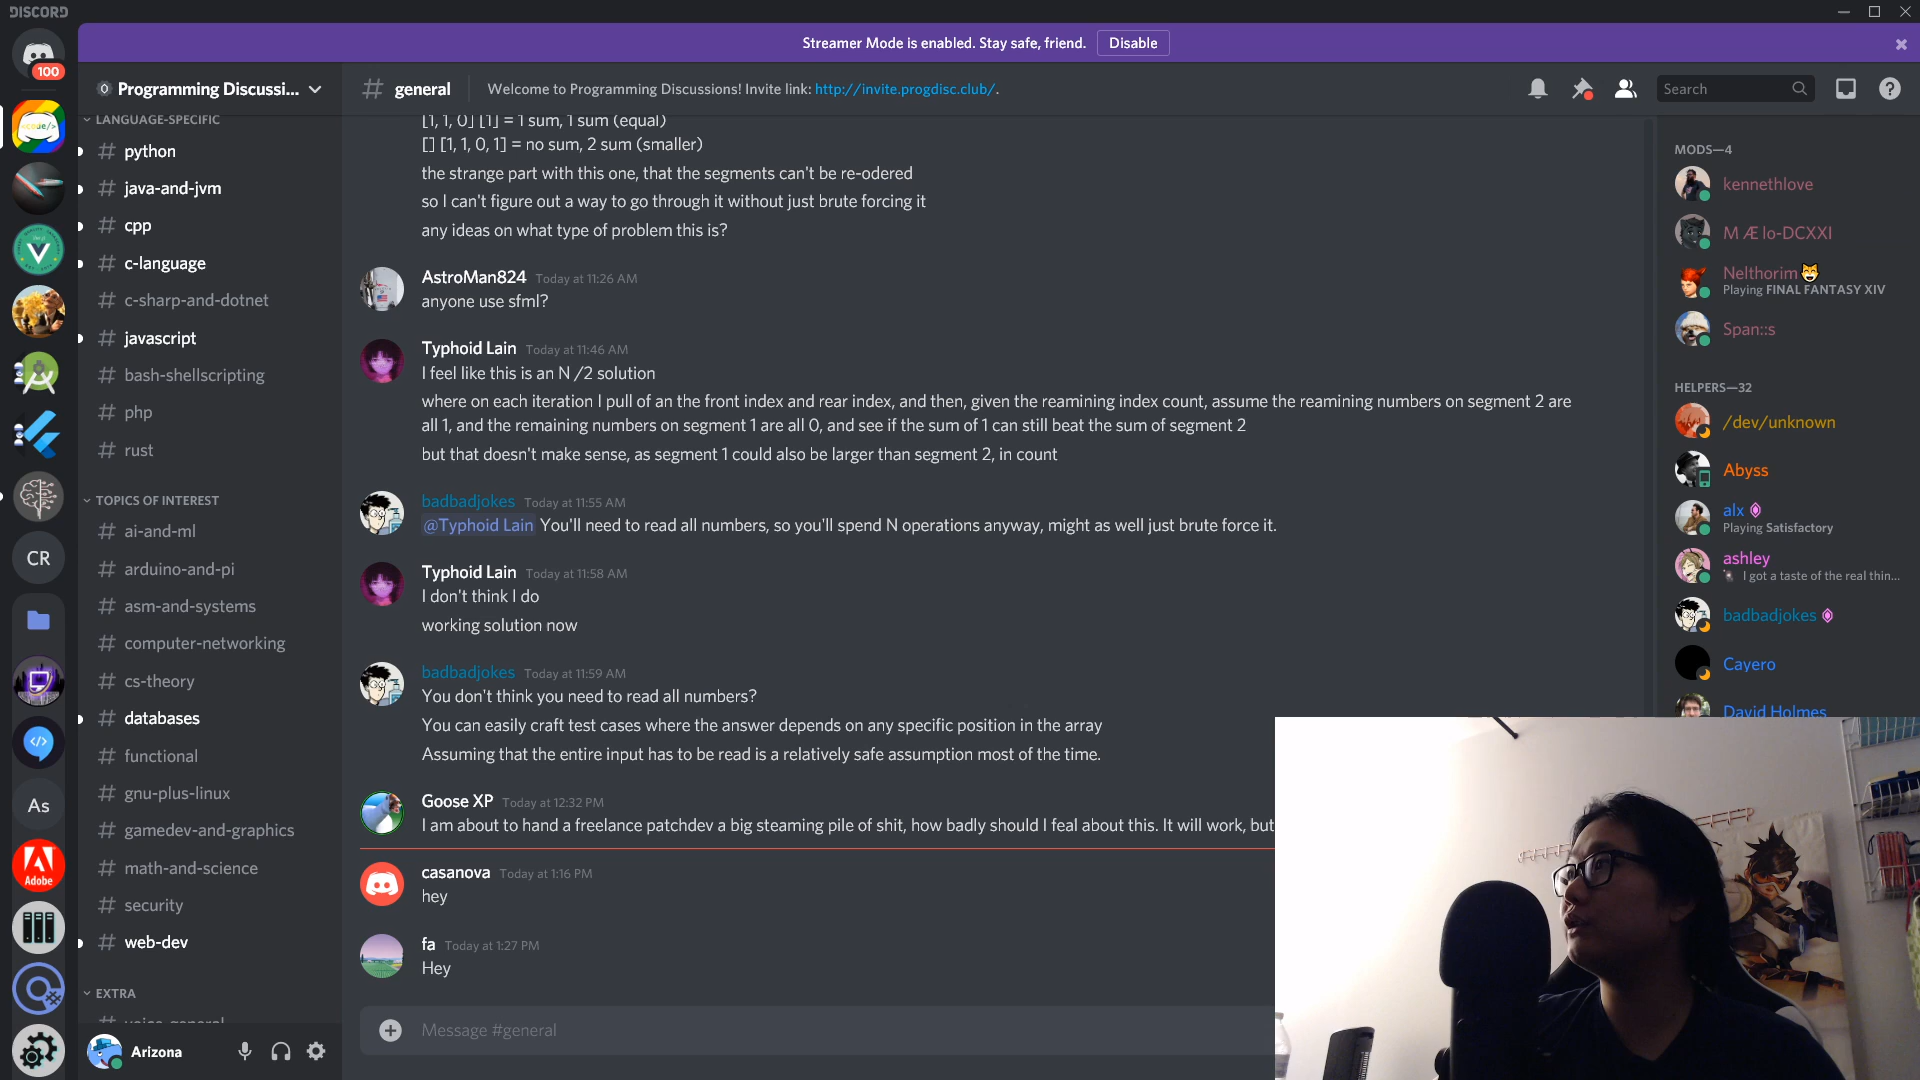 DISCORD
Streamer Mode is enabled. Stay safe, friend.
Disable
100
Programming Discussi...
# general
Welcome to Programming Discussions! Invite link: http://invite.progdisc.club/.
Search
LANGUAGE-SPECIFIC
# python
# java-and-jvm
# cpp
# c-language
# c-sharp-and-dotnet
# javascript
# bash-shellscripting
# php
# rust
TOPICS OF INTEREST
# ai-and-ml
# arduino-and-pi
# asm-and-systems
# computer-networking
# cs-theory
# databases
# functional
# gnu-plus-linux
# gamedev-and-graphics
# math-and-science
# security
# web-dev
EXTRA
CR
As
Adobe
Arizona
[1, 1, 0] [1] = 1 sum, 1 sum (equal)
[] [1, 1, 0, 1] = no sum, 2 sum (smaller)
the strange part with this one, that the segments can't be re-odered
so I can't figure out a way to go through it without just brute forcing it
any ideas on what type of problem this is?
AstroMan824 Today at 11:26 AM
anyone use sfml?
Typhoid Lain Today at 11:46 AM
I feel like this is an N /2 solution
where on each iteration I pull of an the front index and rear index, and then, given the reamining index count, assume the reamining numbers on segment 2 are
all 1, and the remaining numbers on segment 1 are all 0, and see if the sum of 1 can still beat the sum of segment 2
but that doesn't make sense, as segment 1 could also be larger than segment 2, in count
badbadjokes Today at 11:55 AM
@Typhoid Lain You'll need to read all numbers, so you'll spend N operations anyway, might as well just brute force it.
Typhoid Lain Today at 11:58 AM
I don't think I do
working solution now
badbadjokes Today at 11:59 AM
You don't think you need to read all numbers?
You can easily craft test cases where the answer depends on any specific position in the array
Assuming that the entire input has to be read is a relatively safe assumption most of the time.
Goose XP Today at 12:32 PM
I am about to hand a freelance patchdev a big steaming pile of shit, how badly should I feal about this. It will work, but
casanova Today at 1:16 PM
hey
fa Today at 1:27 PM
Hey
Message #general
MODS—4
kennethlove
M Æ lo-DCXXI
Nelthorim
Playing FINAL FANTASY XIV
Span::s
HELPERS—32
/dev/unknown
Abyss
alx
Playing Satisfactory
ashley
I got a taste of the real thin...
badbadjokes
Cayero
David Holmes